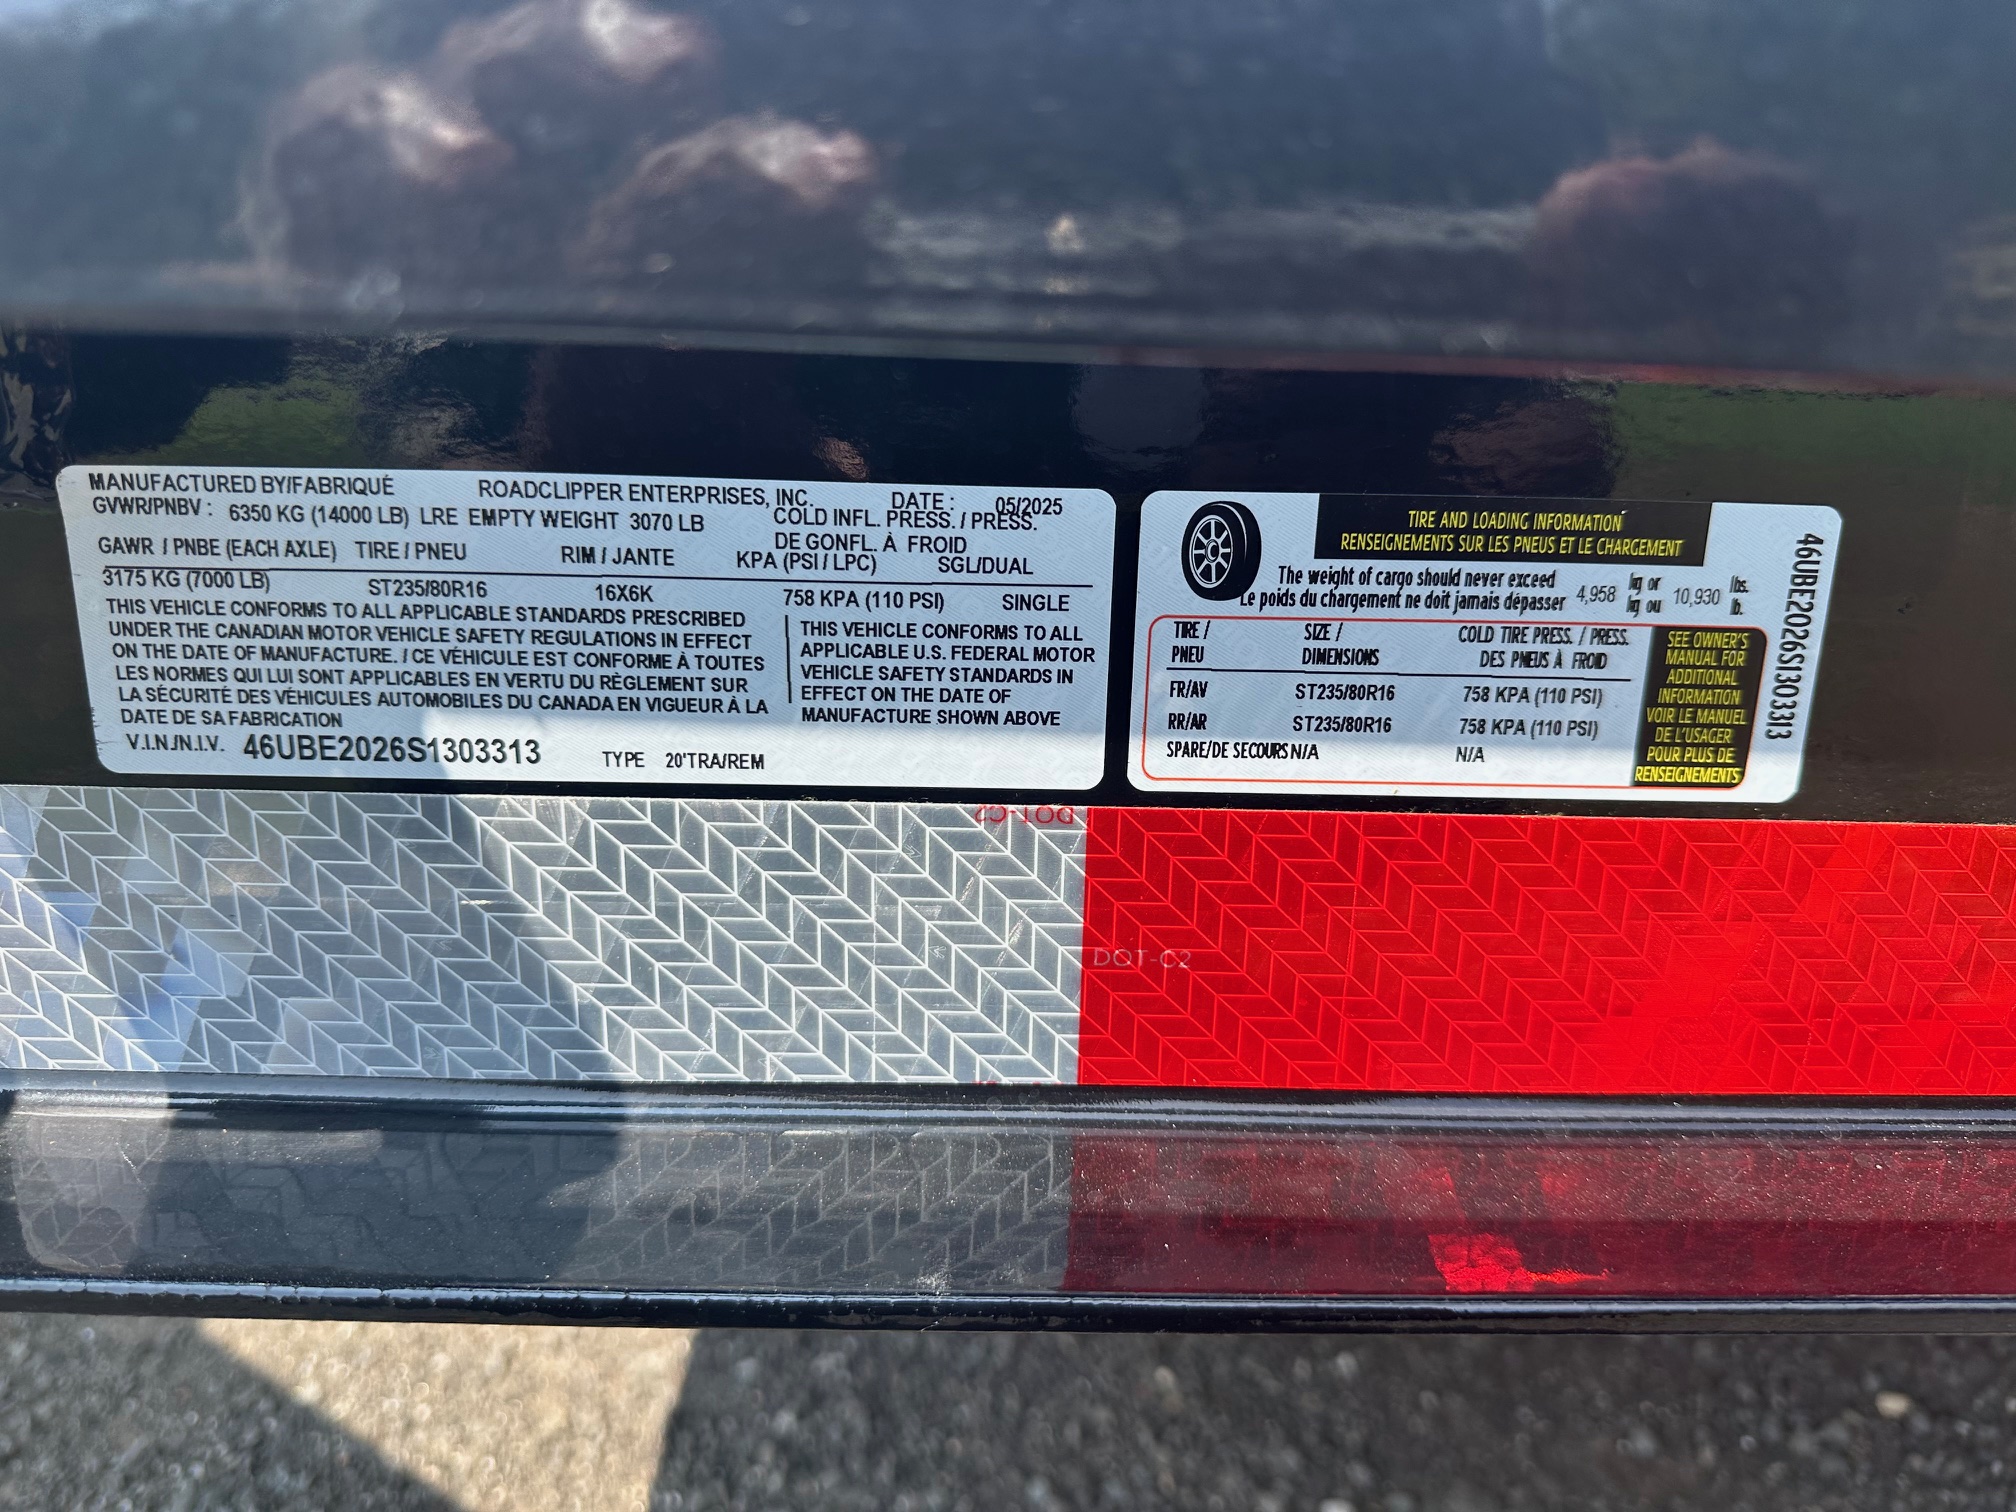 MANUFACTURED BY/FABRIQUÉ ROADCLIPPER ENTERPRISES, INC. DATE : 05/2025
GVWR/PNBV : 6350 KG (14000 LB) LRE EMPTY WEIGHT 3070 LB COLD INFL. PRESS. / PRESS.
DE GONFL. À FROID
GAWR / PNBE (EACH AXLE) TIRE / PNEU RIM / JANTE KPA (PSI / LPC) SGL/DUAL
3175 KG (7000 LB) ST235/80R16 16X6K 758 KPA (110 PSI) SINGLE
THIS VEHICLE CONFORMS TO ALL APPLICABLE STANDARDS PRESCRIBED
UNDER THE CANADIAN MOTOR VEHICLE SAFETY REGULATIONS IN EFFECT
ON THE DATE OF MANUFACTURE. / CE VÉHICULE EST CONFORME À TOUTES
LES NORMES QUI LUI SONT APPLICABLES EN VERTU DU RÈGLEMENT SUR
LA SÉCURITÉ DES VÉHICULES AUTOMOBILES DU CANADA EN VIGUEUR À LA
DATE DE SA FABRICATION
THIS VEHICLE CONFORMS TO ALL
APPLICABLE U.S. FEDERAL MOTOR
VEHICLE SAFETY STANDARDS IN
EFFECT ON THE DATE OF
MANUFACTURE SHOWN ABOVE
V.I.N./N.I.V. 46UBE2026S1303313 TYPE 20'TRA/REM
TIRE AND LOADING INFORMATION
RENSEIGNEMENTS SUR LES PNEUS ET LE CHARGEMENT
The weight of cargo should never exceed
Le poids du chargement ne doit jamais dépasser
4,958 kg or 10,930 lbs.
kg ou lb.
TIRE / SIZE / COLD TIRE PRESS. / PRESS.
PNEU DIMENSIONS DES PNEUS À FROID
FR/AV ST235/80R16 758 KPA (110 PSI)
RR/AR ST235/80R16 758 KPA (110 PSI)
SPARE/DE SECOURS N/A N/A
SEE OWNER'S
MANUAL FOR
ADDITIONAL
INFORMATION
VOIR LE MANUEL
DE L'USAGER
POUR PLUS DE
RENSEIGNEMENTS
46UBE2026S1303313
DOT-C2
DOT-C2